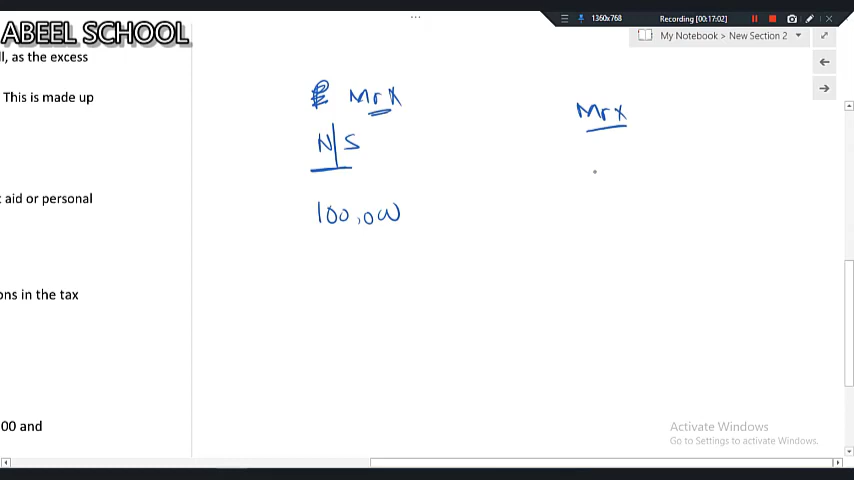 ABEEL SCHOOL
1360x768
Recording [00:17:02]
My Notebook > New Section 2
ll, as the excess
This is made up
t aid or personal
ons in the tax
00 and
Mr X
N S
100,000
Mr X
Activate Windows
Go to Settings to activate Windows.